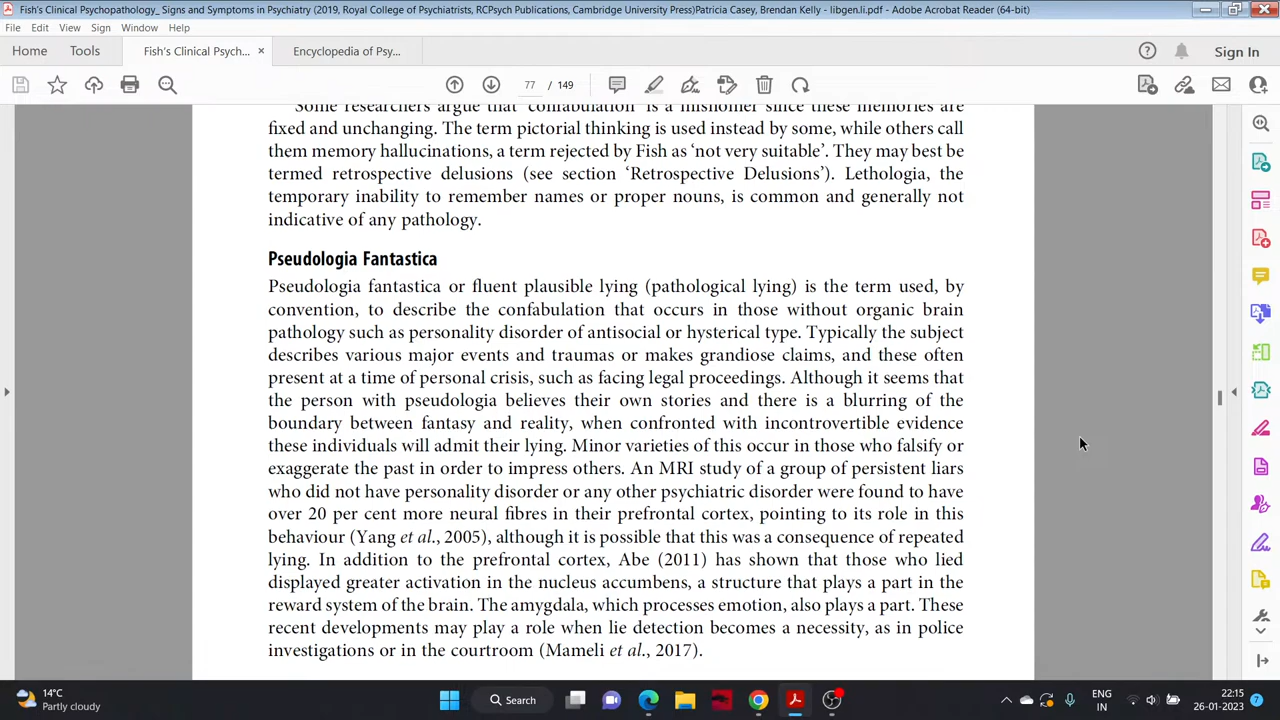 Fish's Clinical Psychopathology_ Signs and Symptoms in Psychiatry (2019, Royal College of Psychiatrists, RCPsych Publications, Cambridge University Press)Patricia Casey, Brendan Kelly - libgen.li.pdf - Adobe Acrobat Reader (64-bit)
File Edit View Sign Window Help
Home Tools Fish's Clinical Psych... × Encyclopedia of Psy... Sign In
77 / 149
Some researchers argue that 'confabulation' is a misnomer since these memories are
fixed and unchanging. The term pictorial thinking is used instead by some, while others call
them memory hallucinations, a term rejected by Fish as 'not very suitable'. They may best be
termed retrospective delusions (see section 'Retrospective Delusions'). Lethologia, the
temporary inability to remember names or proper nouns, is common and generally not
indicative of any pathology.
Pseudologia Fantastica
Pseudologia fantastica or fluent plausible lying (pathological lying) is the term used, by
convention, to describe the confabulation that occurs in those without organic brain
pathology such as personality disorder of antisocial or hysterical type. Typically the subject
describes various major events and traumas or makes grandiose claims, and these often
present at a time of personal crisis, such as facing legal proceedings. Although it seems that
the person with pseudologia believes their own stories and there is a blurring of the
boundary between fantasy and reality, when confronted with incontrovertible evidence
these individuals will admit their lying. Minor varieties of this occur in those who falsify or
exaggerate the past in order to impress others. An MRI study of a group of persistent liars
who did not have personality disorder or any other psychiatric disorder were found to have
over 20 per cent more neural fibres in their prefrontal cortex, pointing to its role in this
behaviour (Yang et al., 2005), although it is possible that this was a consequence of repeated
lying. In addition to the prefrontal cortex, Abe (2011) has shown that those who lied
displayed greater activation in the nucleus accumbens, a structure that plays a part in the
reward system of the brain. The amygdala, which processes emotion, also plays a part. These
recent developments may play a role when lie detection becomes a necessity, as in police
investigations or in the courtroom (Mameli et al., 2017).
14°C
Partly cloudy
Search
ENG
IN
22:15
26-01-2023
7